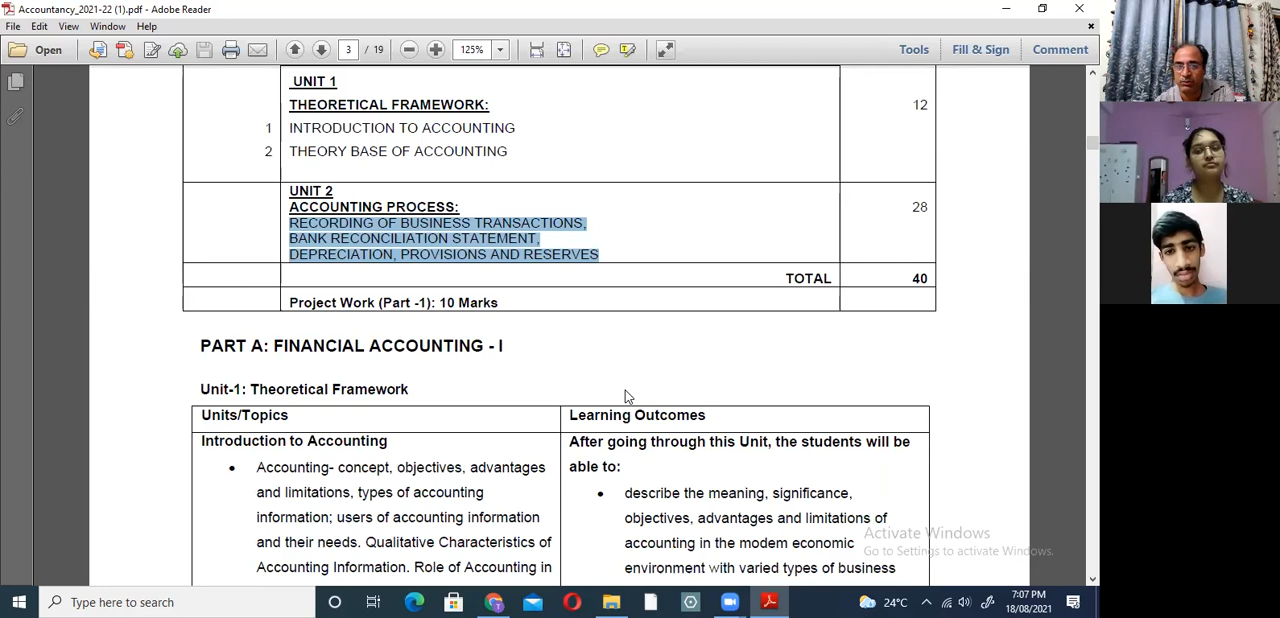 Accountancy_2021-22 (1).pdf - Adobe Reader
File Edit View Window Help
Open 3 / 19 125% Tools Fill & Sign Comment
UNIT 1
THEORETICAL FRAMEWORK: 12
1 INTRODUCTION TO ACCOUNTING
2 THEORY BASE OF ACCOUNTING
UNIT 2
ACCOUNTING PROCESS: 28
RECORDING OF BUSINESS TRANSACTIONS,
BANK RECONCILIATION STATEMENT,
DEPRECIATION, PROVISIONS AND RESERVES
TOTAL 40
Project Work (Part -1): 10 Marks
PART A: FINANCIAL ACCOUNTING - I
Unit-1: Theoretical Framework
Units/Topics Learning Outcomes
Introduction to Accounting
• Accounting- concept, objectives, advantages
and limitations, types of accounting
information; users of accounting information
and their needs. Qualitative Characteristics of
Accounting Information. Role of Accounting in
After going through this Unit, the students will be
able to:
• describe the meaning, significance,
objectives, advantages and limitations of
accounting in the modem economic
environment with varied types of business
Activate Windows
Go to Settings to activate Windows.
Type here to search 24°C 7:07 PM
18/08/2021